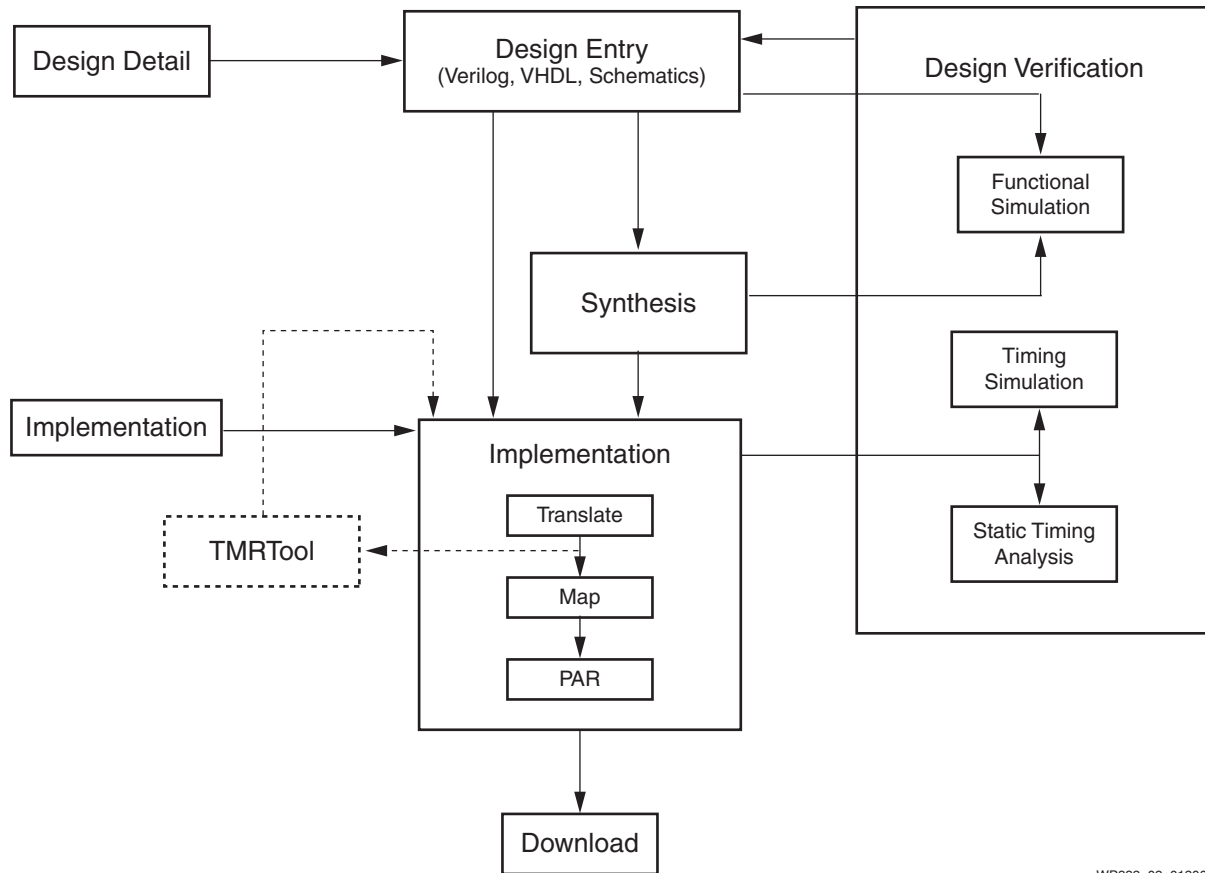 Design Detail
Design Entry
(Verilog, VHDL, Schematics)
Design Verification
Functional
Simulation
Synthesis
Timing
Simulation
Implementation
Implementation
Translate
TMRTool
Static Timing
Analysis
Map
PAR
Download